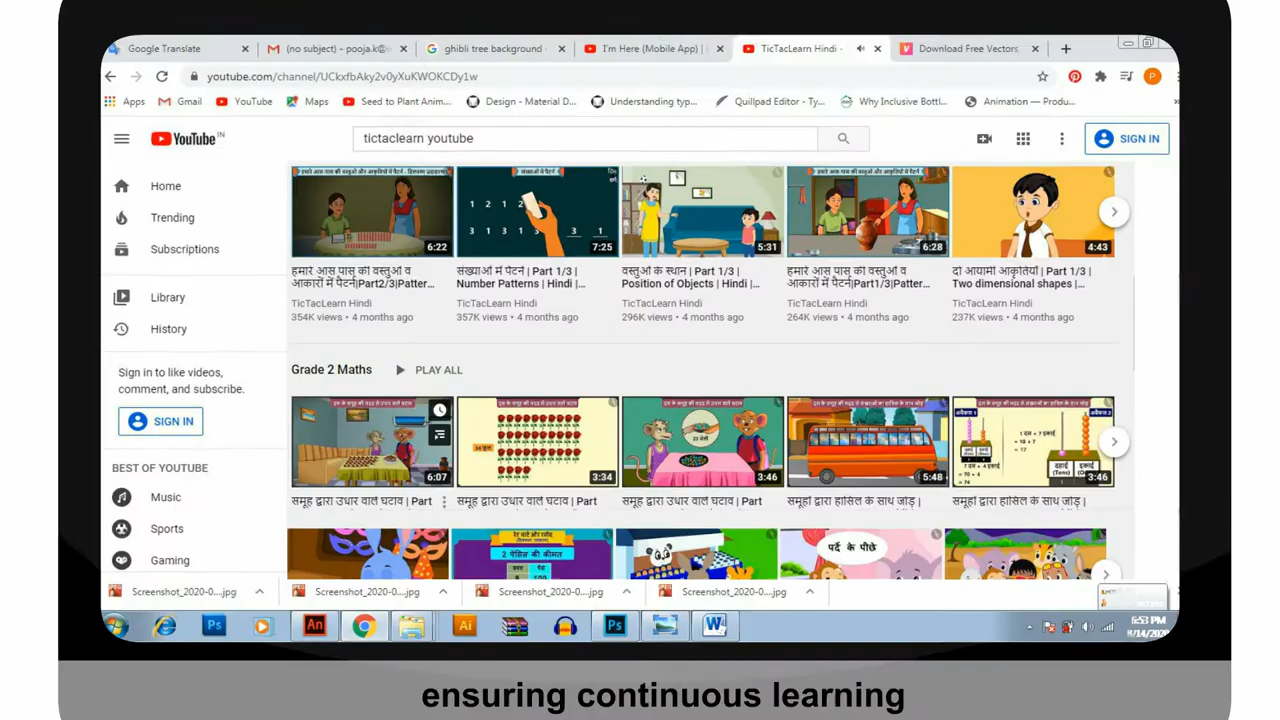 Google Translate
(no subject) - pooja.k@
ghibli tree background -
I'm Here (Mobile App) |
TicTacLearn Hindi -
Download Free Vectors,
youtube.com/channel/UCkxfbAky2v0yXuKWOKCDy1w
P
Apps
Gmail
YouTube
Maps
Seed to Plant Anim...
Design - Material D...
Understanding typ...
Quillpad Editor - Ty...
Why Inclusive Bottl...
Animation — Produ...
YouTube IN
tictaclearn youtube
SIGN IN
Home
Trending
Subscriptions
Library
History
Sign in to like videos,
comment, and subscribe.
SIGN IN
BEST OF YOUTUBE
Music
Sports
Gaming
6:22
7:25
5:31
6:28
4:43
हमारे आस पास की वस्तुओं व
आकारों में पैटर्न|Part2/3|Patter...
TicTacLearn Hindi
354K views • 4 months ago
संख्याओं में पैटर्न | Part 1/3 |
Number Patterns | Hindi |...
TicTacLearn Hindi
357K views • 4 months ago
वस्तुओं के स्थान | Part 1/3 |
Position of Objects | Hindi |...
TicTacLearn Hindi
296K views • 4 months ago
हमारे आस पास की वस्तुओं व
आकारों में पैटर्न|Part1/3|Patter...
TicTacLearn Hindi
264K views • 4 months ago
दो आयामी आकृतियाँ | Part 1/3 |
Two dimensional shapes |...
TicTacLearn Hindi
237K views • 4 months ago
Grade 2 Maths
PLAY ALL
6:07
3:34
3:46
5:48
3:46
समूह द्वारा उधार वाले घटाव | Part
समूह द्वारा उधार वाले घटाव | Part
समूह द्वारा उधार वाले घटाव | Part
समूहों द्वारा हासिल के साथ जोड़ |
समूहों द्वारा हासिल के साथ जोड़ |
2 पेंसिल की कीमत
पर्दे के पीछे
Screenshot_2020-0....jpg
Screenshot_2020-0....jpg
Screenshot_2020-0....jpg
Screenshot_2020-0....jpg
Ps
An
Ai
Ps
W
6:53 PM
8/14/2020
ensuring continuous learning